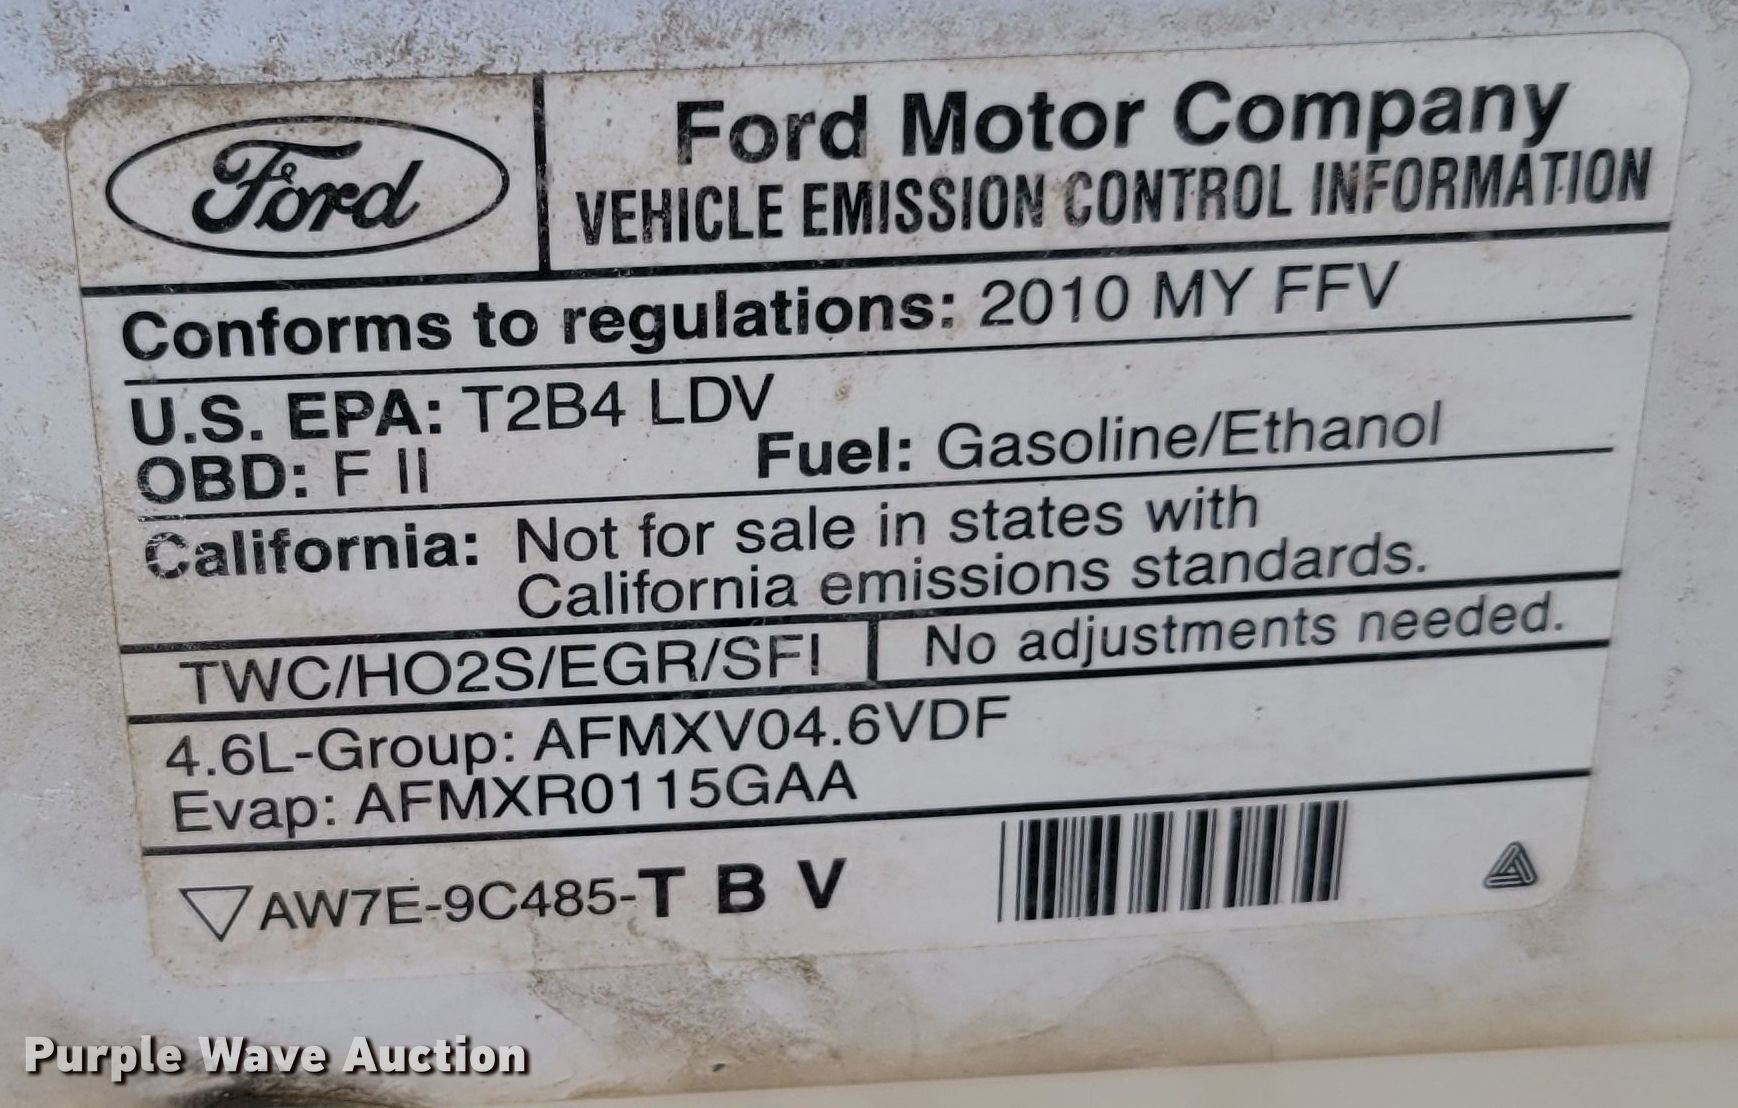 Ford
Ford Motor Company
VEHICLE EMISSION CONTROL INFORMATION
Conforms to regulations: 2010 MY FFV
U.S. EPA: T2B4 LDV
OBD: F II Fuel: Gasoline/Ethanol
California: Not for sale in states with
California emissions standards.
TWC/HO2S/EGR/SFI No adjustments needed.
4.6L-Group: AFMXV04.6VDF
Evap: AFMXR0115GAA
AW7E-9C485-T B V
Purple Wave Auction